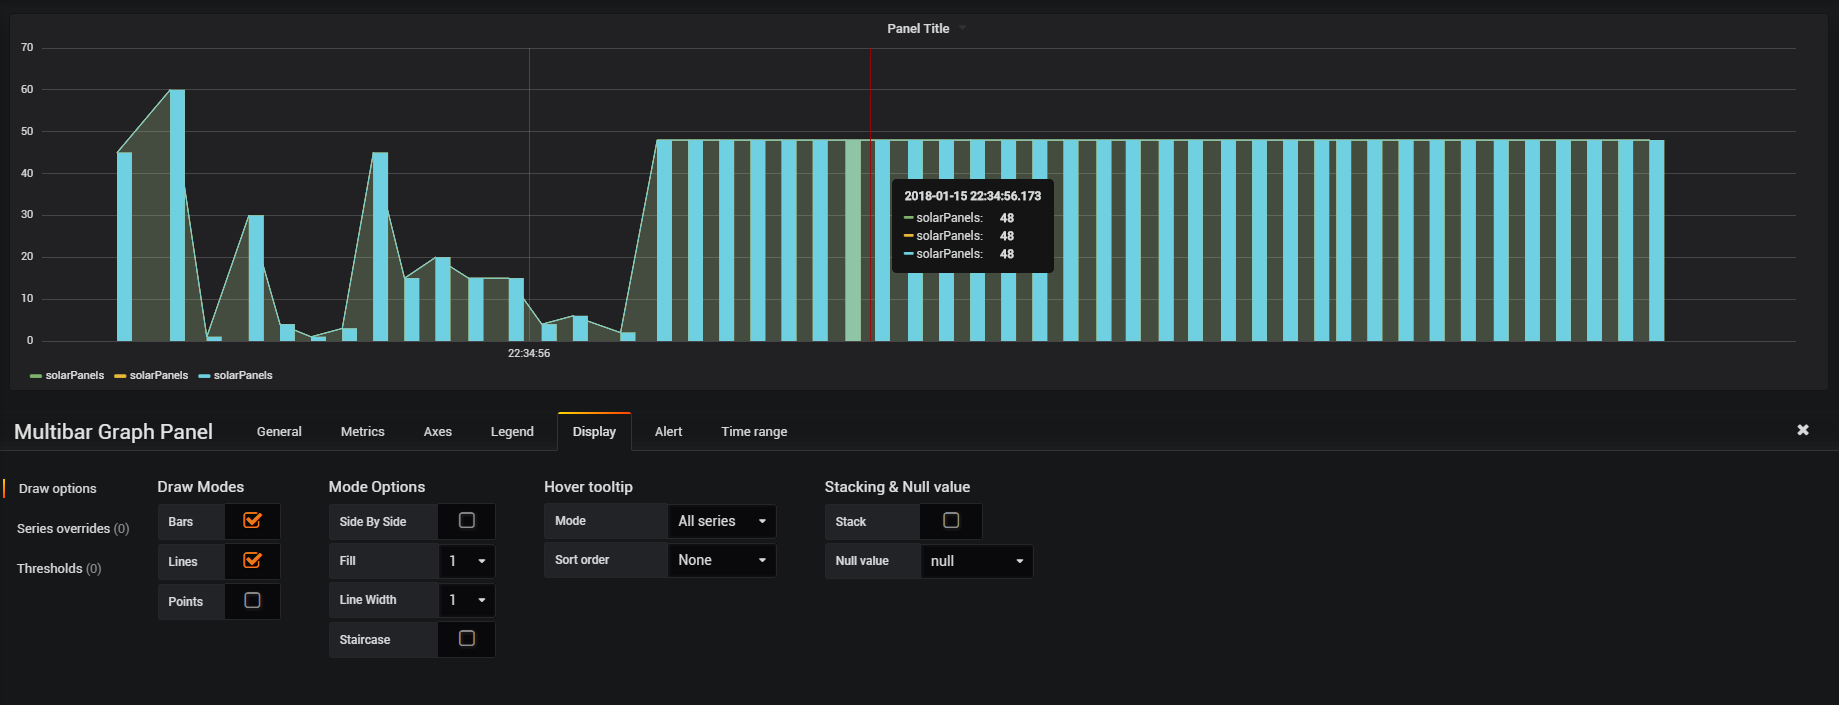 Panel Title
70
60
50
40
30
20
10
0
2018-01-15 22:34:56.173
solarPanels: 48
solarPanels: 48
solarPanels: 48
22:34:56
solarPanels solarPanels solarPanels
Multibar Graph Panel General Metrics Axes Legend Display Alert Time range
Draw options
Series overrides (0)
Thresholds (0)
Draw Modes
Bars
Lines
Points
Mode Options
Side By Side
Fill 1
Line Width 1
Staircase
Hover tooltip
Mode All series
Sort order None
Stacking & Null value
Stack
Null value null